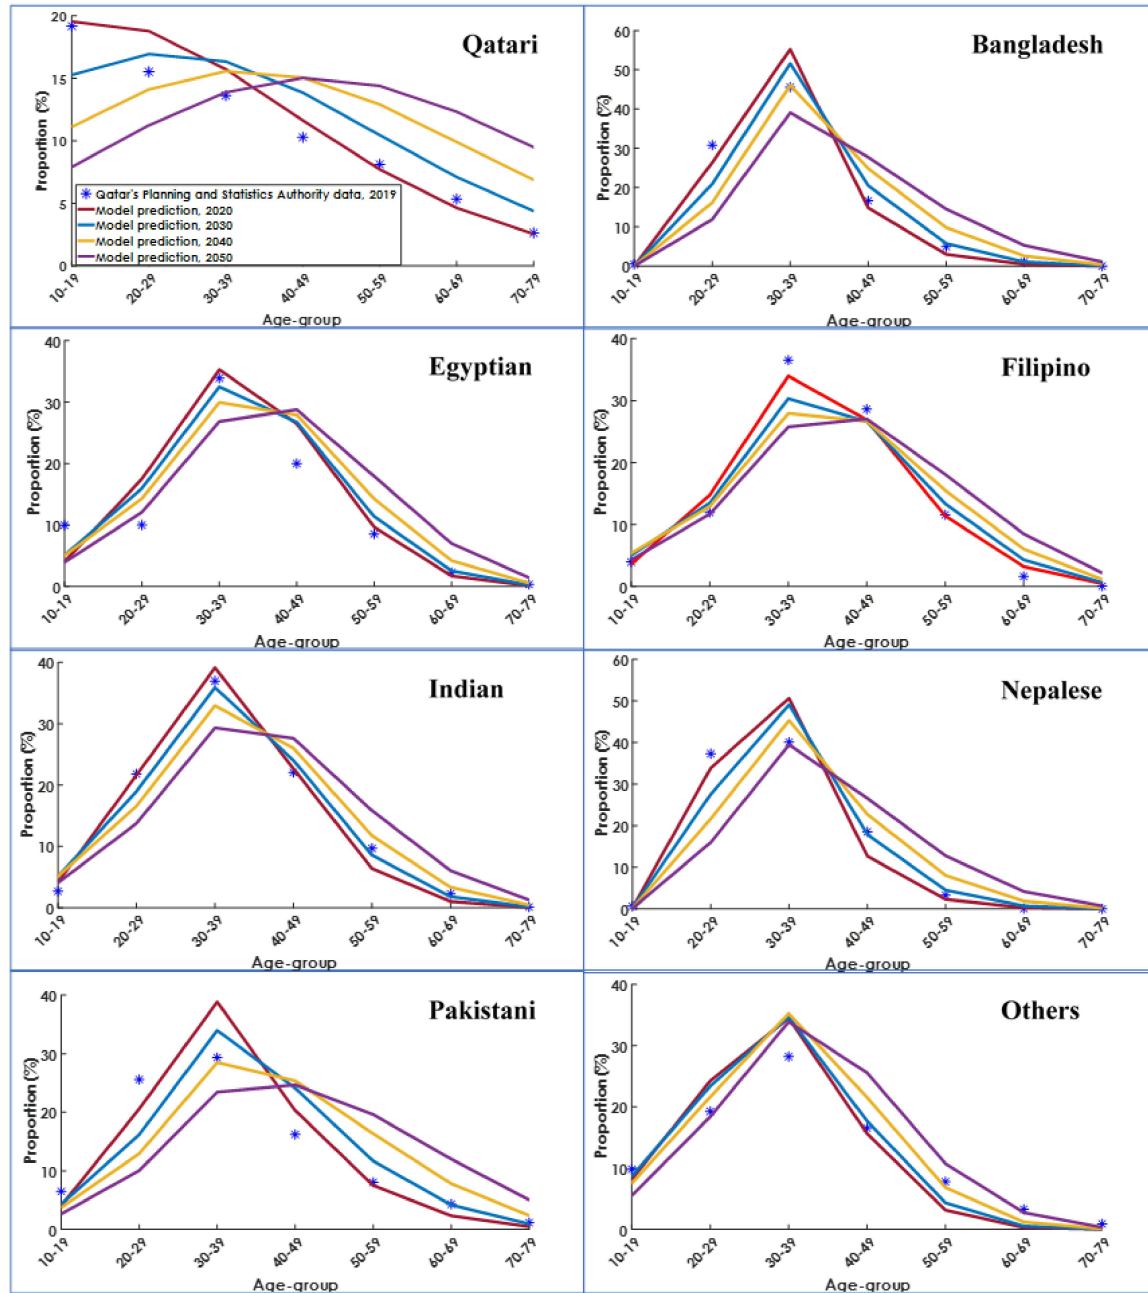 Qatari
20
15
10
5
0
Proportion (%)
* Qatar's Planning and Statistics Authority data, 2019
Model prediction, 2020
Model prediction, 2030
Model prediction, 2040
Model prediction, 2050
10-19 20-29 30-39 40-49 50-59 60-69 70-79
Age-group
Bangladesh
60
50
40
30
20
10
0
Proportion (%)
10-19 20-29 30-39 40-49 50-59 60-69 70-79
Age-group
Egyptian
40
30
20
10
0
Proportion (%)
10-19 20-29 30-39 40-49 50-59 60-69 70-79
Age-group
Filipino
40
30
20
10
0
Proportion (%)
10-19 20-29 30-39 40-49 50-59 60-69 70-79
Age-group
Indian
40
30
20
10
0
Proportion (%)
10-19 20-29 30-39 40-49 50-59 60-69 70-79
Age-group
Nepalese
60
50
40
30
20
10
0
Proportion (%)
10-19 20-29 30-39 40-49 50-59 60-69 70-79
Age-group
Pakistani
40
30
20
10
0
Proportion (%)
10-19 20-29 30-39 40-49 50-59 60-69 70-79
Age-group
Others
40
30
20
10
0
Proportion (%)
10-19 20-29 30-39 40-49 50-59 60-69 70-79
Age-group